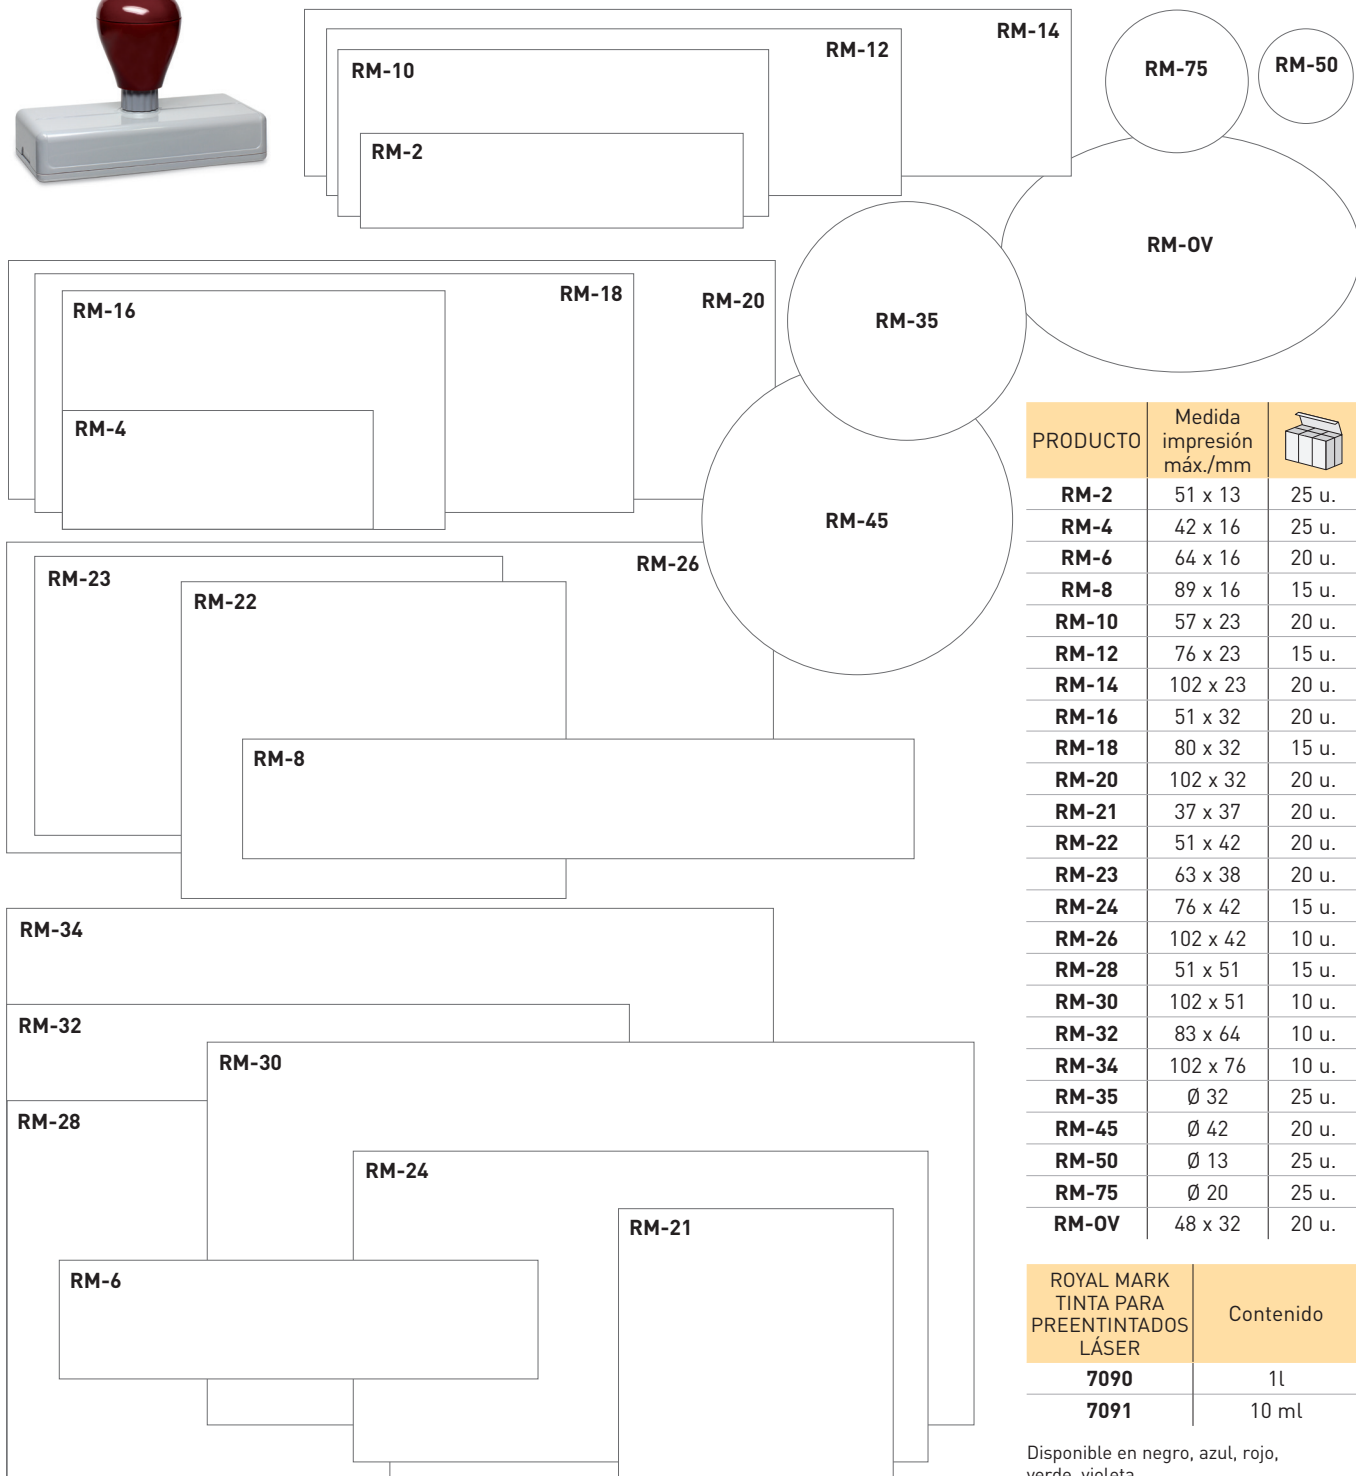 RM-14
RM-12
RM-10
RM-2
RM-75
RM-50
RM-OV
RM-18
RM-20
RM-16
RM-4
RM-35
RM-45
RM-26
RM-23
RM-22
RM-8
RM-34
RM-32
RM-30
RM-28
RM-24
RM-21
RM-6
PRODUCTO Medida impresión máx./mm
RM-2 51 x 13 25 u.
RM-4 42 x 16 25 u.
RM-6 64 x 16 20 u.
RM-8 89 x 16 15 u.
RM-10 57 x 23 20 u.
RM-12 76 x 23 15 u.
RM-14 102 x 23 20 u.
RM-16 51 x 32 20 u.
RM-18 80 x 32 15 u.
RM-20 102 x 32 20 u.
RM-21 37 x 37 20 u.
RM-22 51 x 42 20 u.
RM-23 63 x 38 20 u.
RM-24 76 x 42 15 u.
RM-26 102 x 42 10 u.
RM-28 51 x 51 15 u.
RM-30 102 x 51 10 u.
RM-32 83 x 64 10 u.
RM-34 102 x 76 10 u.
RM-35 Ø 32 25 u.
RM-45 Ø 42 20 u.
RM-50 Ø 13 25 u.
RM-75 Ø 20 25 u.
RM-OV 48 x 32 20 u.
ROYAL MARK
TINTA PARA
PREENTINTADOS
LÁSER
Contenido
7090 1l
7091 10 ml
Disponible en negro, azul, rojo,
verde, violeta